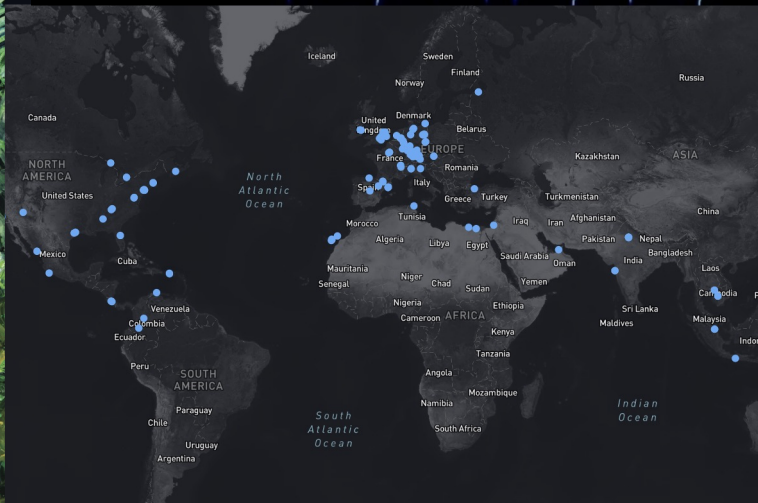 Iceland
Sweden
Finland
Norway
Russia
Canada
Denmark
United
Kingdom
Belarus
EUROPE
France
NORTH
AMERICA
Kazakhstan
ASIA
Romania
North
Atlantic
Ocean
United States
Spain
Italy
Greece
Turkey
Turkmenistan
China
Tunisia
Morocco
Iraq
Iran
Afghanistan
Algeria
Libya
Egypt
Pakistan
Nepal
Mexico
Cuba
Saudi Arabia
Oman
India
Bangladesh
Mauritania
Laos
Senegal
Niger
Chad
Sudan
Yemen
Cambodia
Venezuela
Nigeria
Ethiopia
Sri Lanka
Colombia
Cameroon
AFRICA
Maldives
Malaysia
Ecuador
Kenya
Indo
Tanzania
Peru
SOUTH
AMERICA
Angola
Mozambique
Namibia
Indian
Ocean
Paraguay
South
Atlantic
Ocean
Chile
South Africa
Uruguay
Argentina